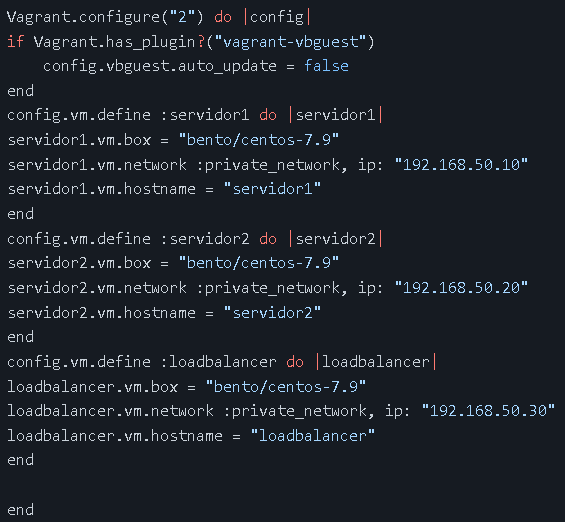 Vagrant.configure("2") do |config|
if Vagrant.has_plugin?("vagrant-vbguest")
    config.vbguest.auto_update = false
end
config.vm.define :servidor1 do |servidor1|
servidor1.vm.box = "bento/centos-7.9"
servidor1.vm.network :private_network, ip: "192.168.50.10"
servidor1.vm.hostname = "servidor1"
end
config.vm.define :servidor2 do |servidor2|
servidor2.vm.box = "bento/centos-7.9"
servidor2.vm.network :private_network, ip: "192.168.50.20"
servidor2.vm.hostname = "servidor2"
end
config.vm.define :loadbalancer do |loadbalancer|
loadbalancer.vm.box = "bento/centos-7.9"
loadbalancer.vm.network :private_network, ip: "192.168.50.30"
loadbalancer.vm.hostname = "loadbalancer"
end

end